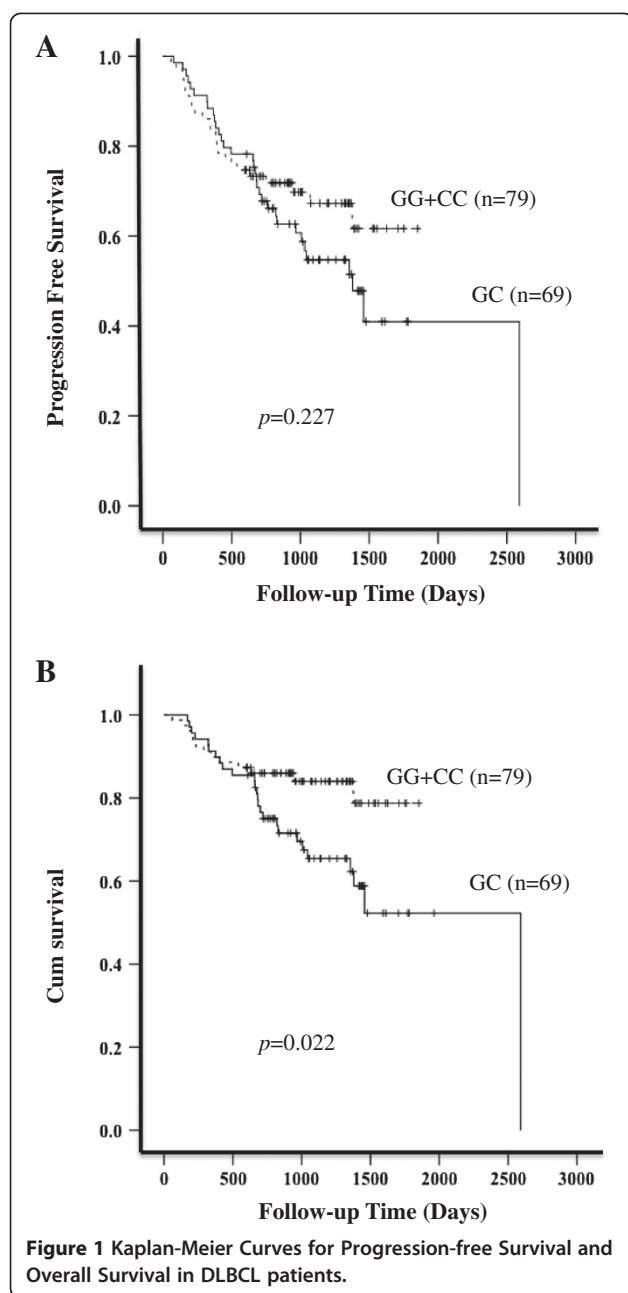 A
1.0
0.8
0.6
0.4
0.2
0.0
Progression Free Survival
GG+CC (n=79)
GC (n=69)
p=0.227
0 500 1000 1500 2000 2500 3000
Follow-up Time (Days)
B
1.0
0.8
0.6
0.4
0.2
0.0
Cum survival
GG+CC (n=79)
GC (n=69)
p=0.022
0 500 1000 1500 2000 2500 3000
Follow-up Time (Days)
Figure 1 Kaplan-Meier Curves for Progression-free Survival and
Overall Survival in DLBCL patients.